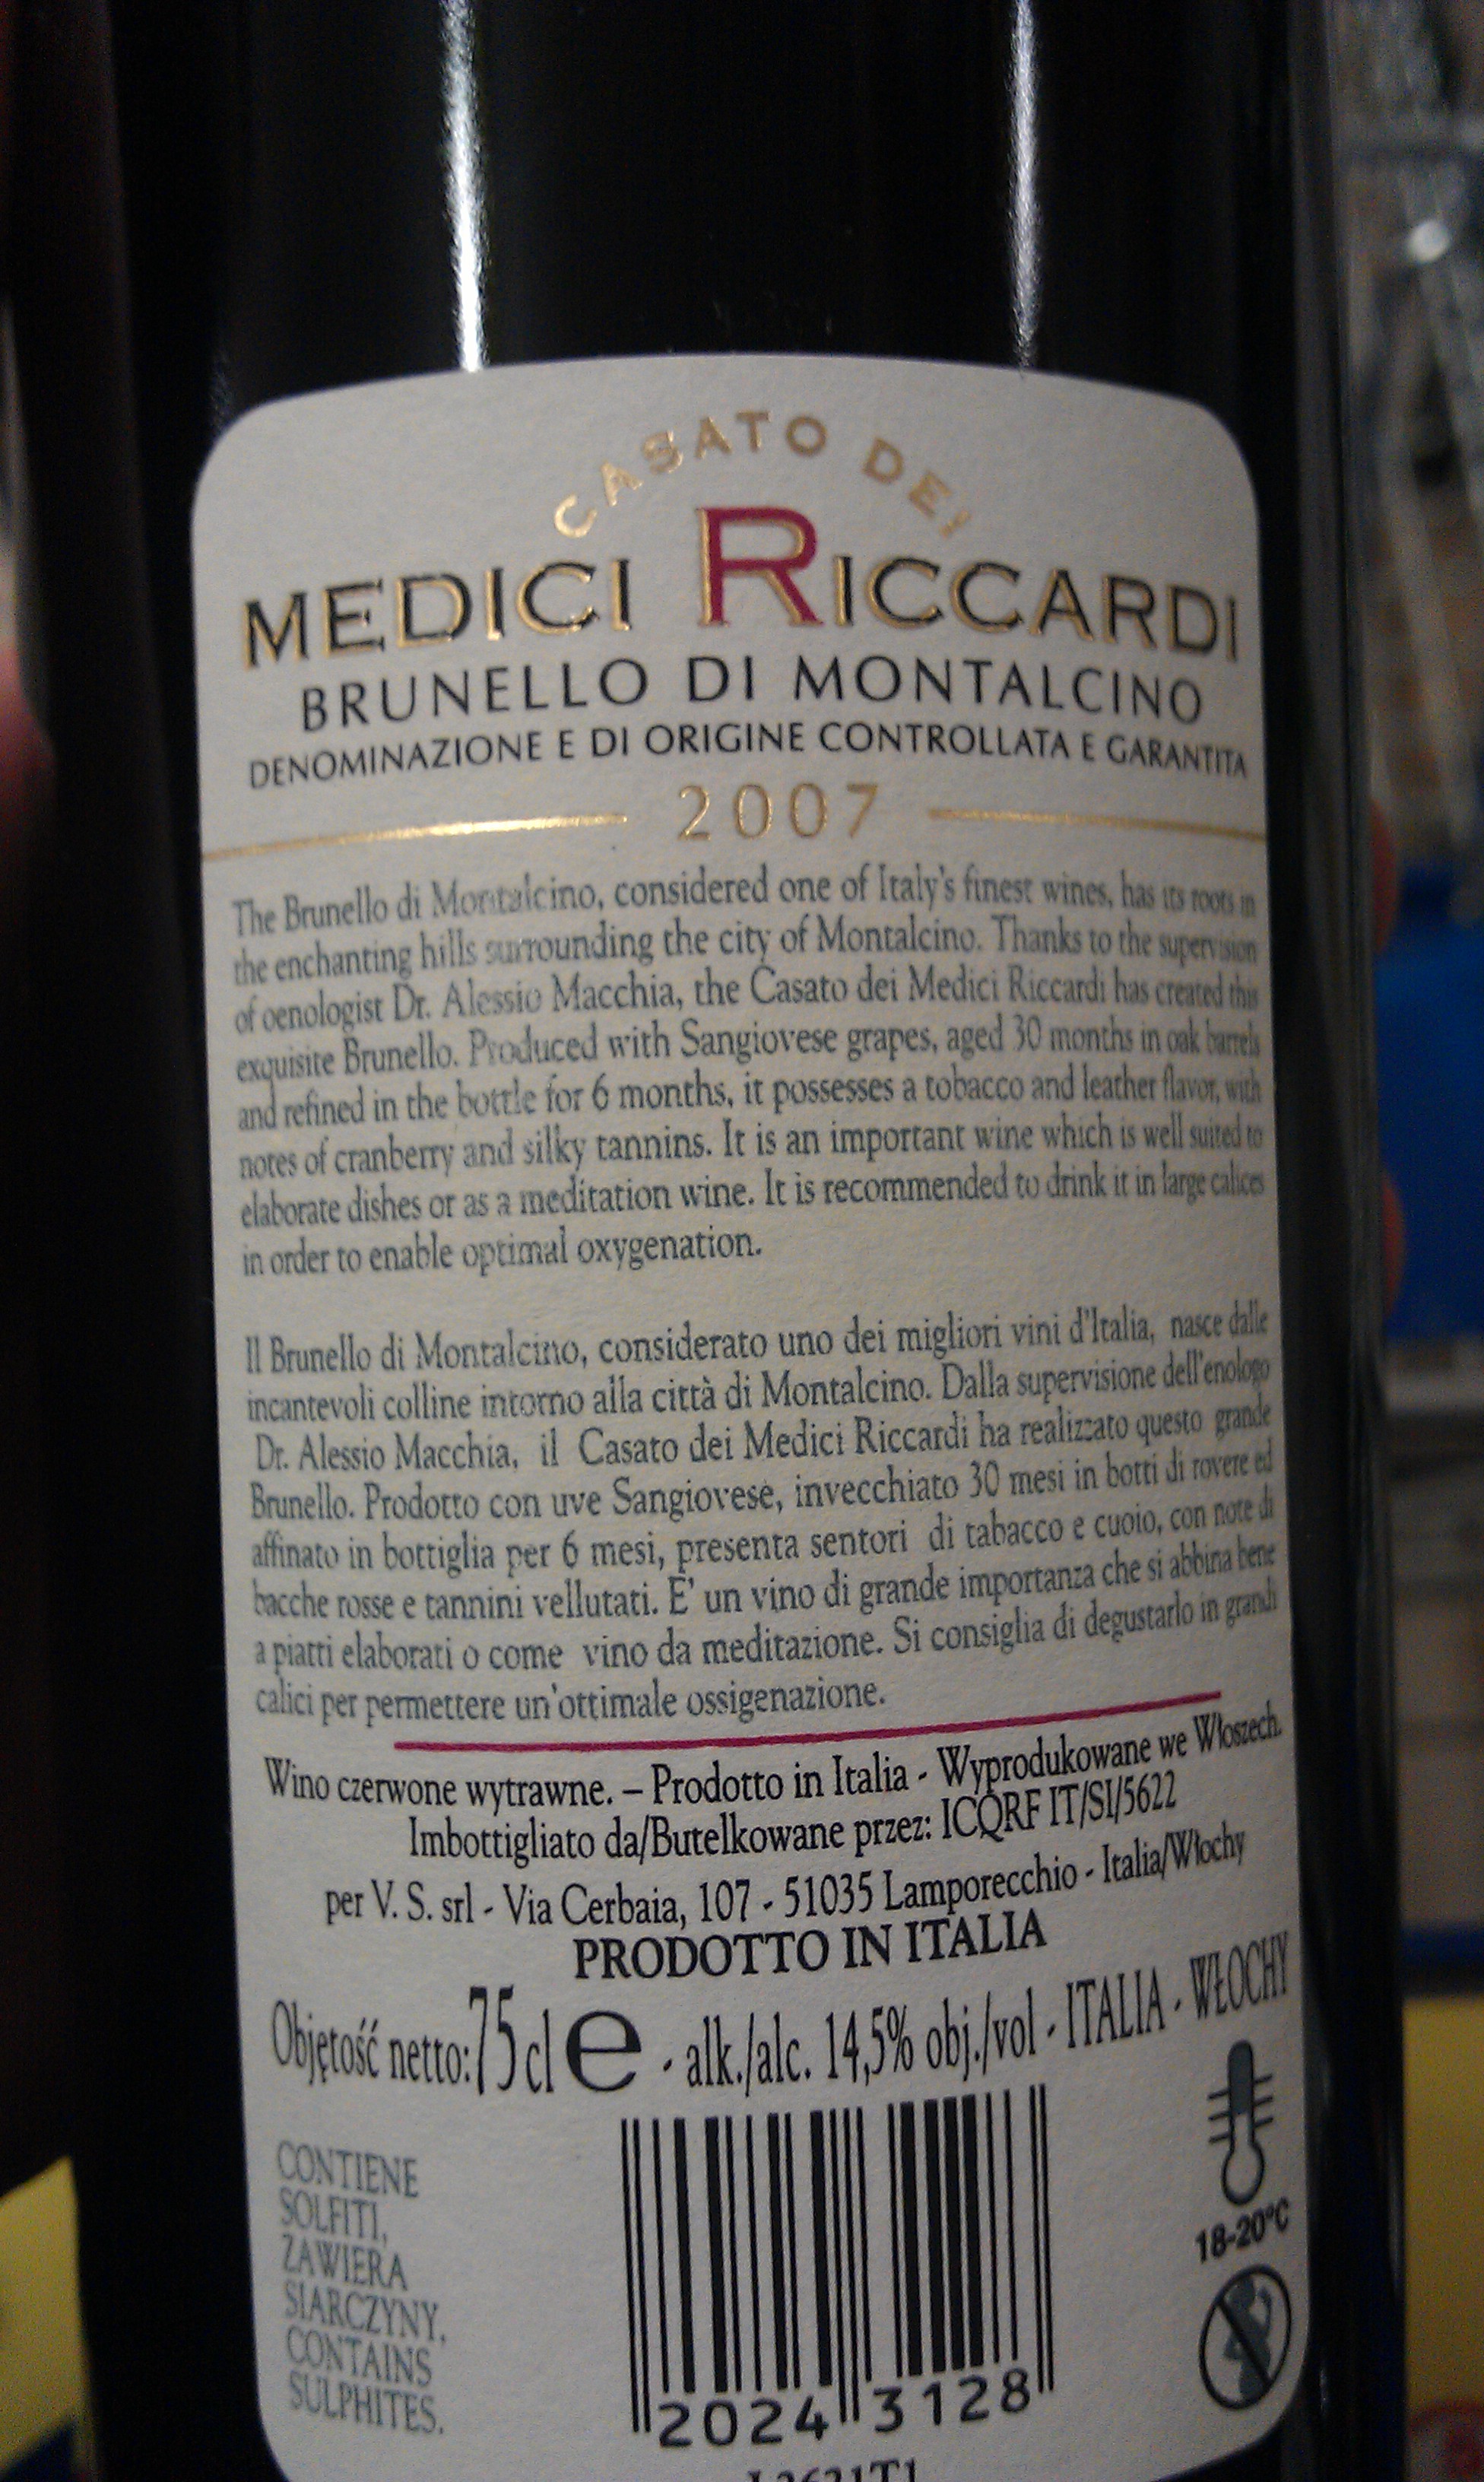 CASATO DEI
MEDICI RICCARDI
BRUNELLO DI MONTALCINO
DENOMINAZIONE E DI ORIGINE CONTROLLATA E GARANTITA
2007
The Brunello di Montalcino, considered one of Italy's finest wines, has its roots in
the enchanting hills surrounding the city of Montalcino. Thanks to the supervision
of oenologist Dr. Alessio Macchia, the Casato dei Medici Riccardi has created this
exquisite Brunello. Produced with Sangiovese grapes, aged 30 months in oak barrels
and refined in the bottle for 6 months, it possesses a tobacco and leather flavor, with
notes of cranberry and silky tannins. It is an important wine which is well suited to
elaborate dishes or as a meditation wine. It is recommended to drink it in large calices
in order to enable optimal oxygenation.
Il Brunello di Montalcino, considerato uno dei migliori vini d'Italia, nasce dalle
incantevoli colline intorno alla città di Montalcino. Dalla supervisione dell'enologo
Dr. Alessio Macchia, il Casato dei Medici Riccardi ha realizzato questo grande
Brunello. Prodotto con uve Sangiovese, invecchiato 30 mesi in botti di rovere ed
affinato in bottiglia per 6 mesi, presenta sentori di tabacco e cuoio, con note di
bacche rosse e tannini vellutati. E' un vino di grande importanza che si abbina bene
a piatti elaborati o come vino da meditazione. Si consiglia di degustarlo in grandi
calici per permettere un'ottimale ossigenazione.
Wino czerwone wytrawne. – Prodotto in Italia - Wyprodukowane we Włoszech.
Imbottigliato da/Butelkowane przez: ICQRF IT/SI/5622
per V. S. srl - Via Cerbaia, 107 - 51035 Lamporecchio - Italia/Włochy
PRODOTTO IN ITALIA
Objętość netto: 75 cl e - alk./alc. 14,5% obj./vol - ITALIA - WŁOCHY
CONTIENE
SOLFITI,
ZAWIERA
SIARCZYNY,
CONTAINS
SULPHITES.
18-20°C
2024 3128